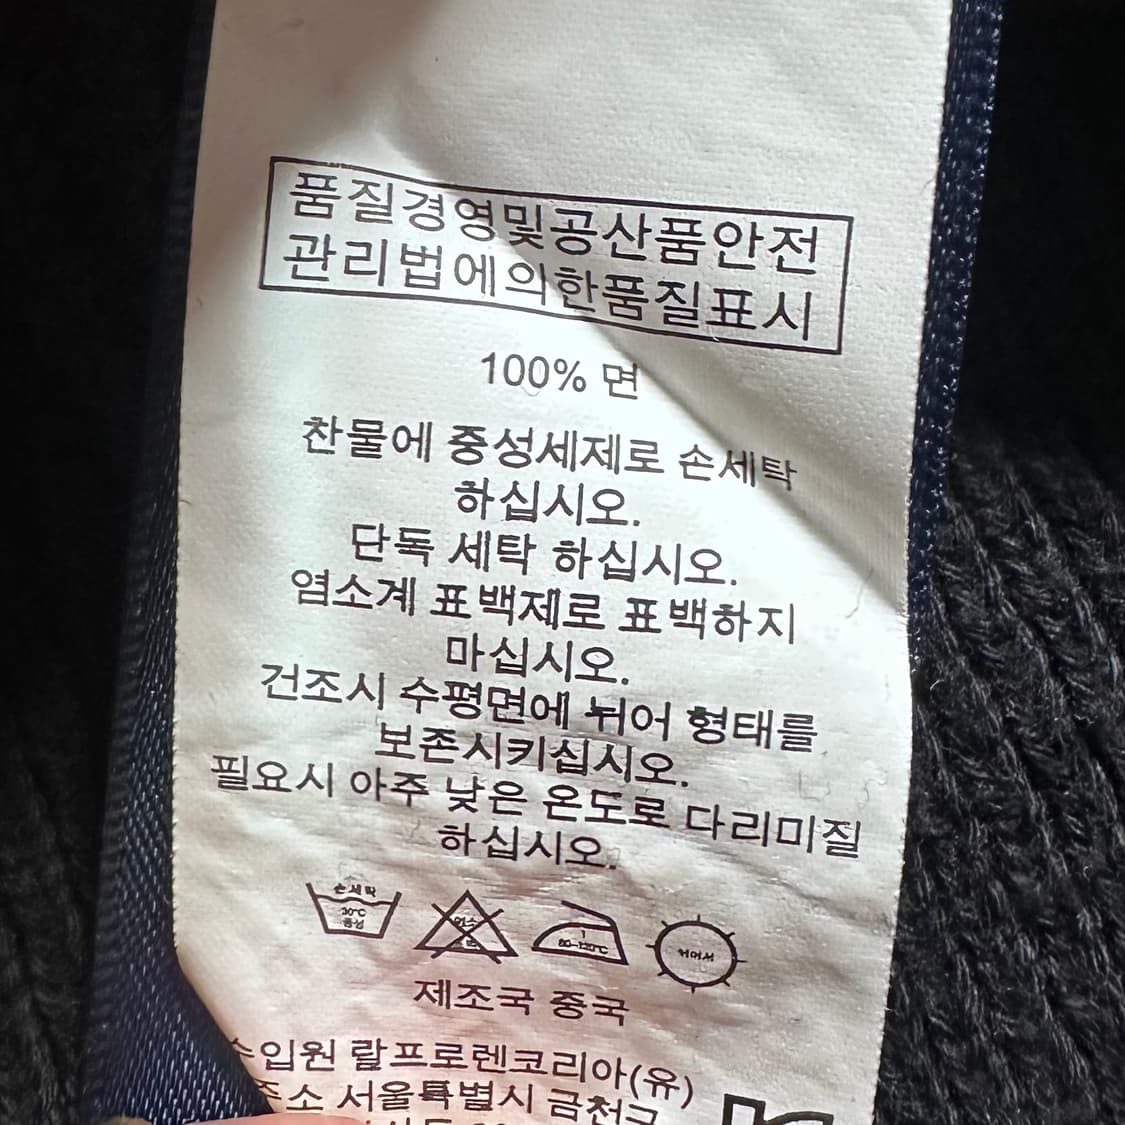 품질경영및공산품안전
관리법에의한품질표시
100% 면
찬물에 중성세제로 손세탁
하십시오.
단독 세탁 하십시오.
염소계 표백제로 표백하지
마십시오.
건조시 수평면에 뉘어 형태를
보존시키십시오.
필요시 아주 낮은 온도로 다리미질
하십시오.
손세탁
30℃
중성
염소
1
80-120℃
뉘어서
제조국 중국
수입원 랄프로렌코리아(유)
주소 서울특별시 금천구